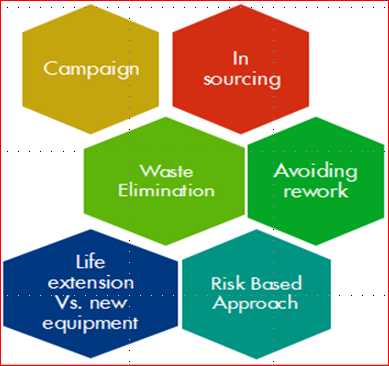 Campaign
In
sourcing
Waste
Elimination
Avoiding
rework
Life
extension
Vs. new
equipment
Risk Based
Approach